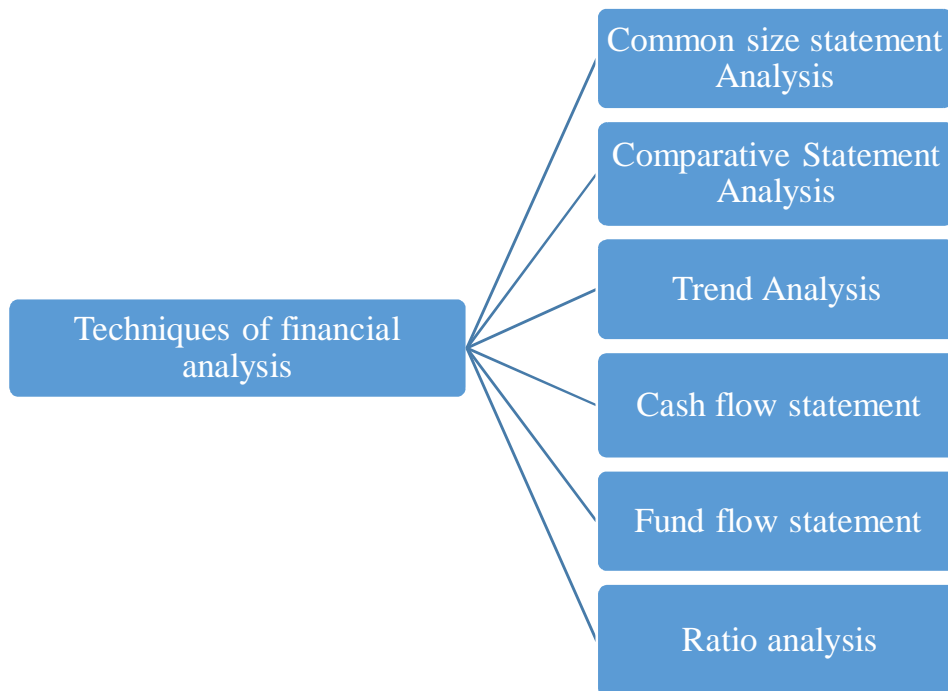 Common size statement
Analysis
Comparative Statement
Analysis
Trend Analysis
Techniques of financial
analysis
Cash flow statement
Fund flow statement
Ratio analysis